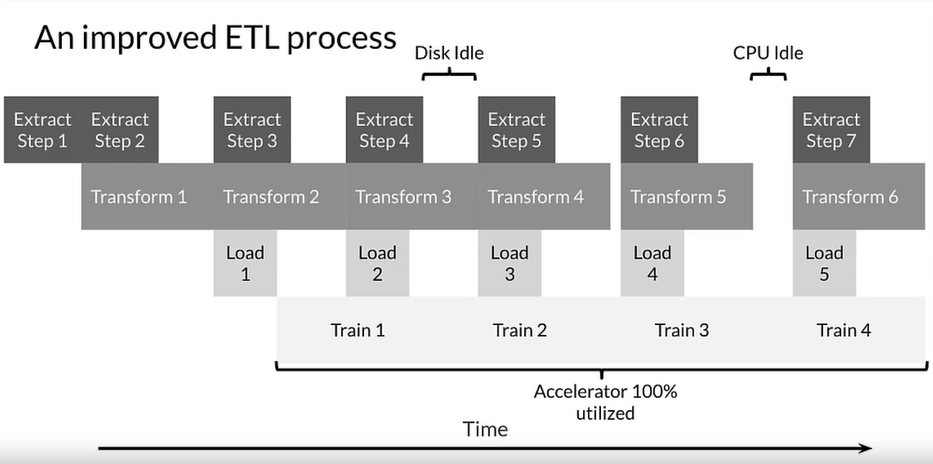 An improved ETL process
Disk Idle
CPU Idle
Extract
Step 1
Extract
Step 2
Extract
Step 3
Extract
Step 4
Extract
Step 5
Extract
Step 6
Extract
Step 7
Transform 1
Transform 2
Transform 3
Transform 4
Transform 5
Transform 6
Load
1
Load
2
Load
3
Load
4
Load
5
Train 1
Train 2
Train 3
Train 4
Accelerator 100%
utilized
Time